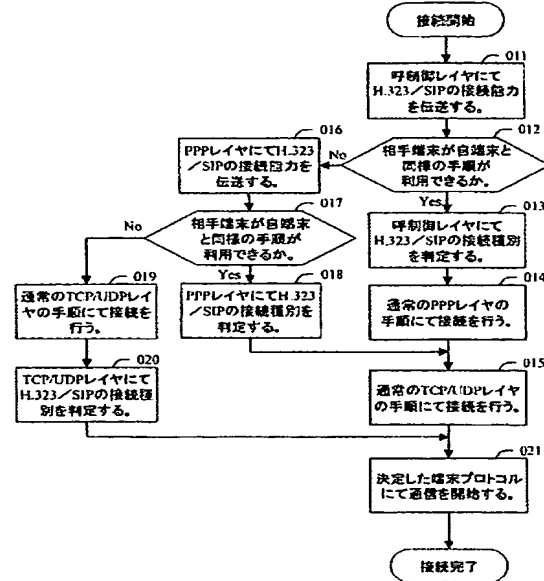 接続開始
011
呼制御レイヤにて
H.323／SIPの接続能力を
伝送する。
012
相手端末が自端末と
同様の手順が
利用できるか。
No
Yes
016
PPPレイヤにてH.323
／SIPの接続能力を
伝送する。
017
相手端末が自端末
と同様の手順が
利用できるか。
No
Yes
013
呼制御レイヤにて
H.323／SIPの接続種別
を判定する。
014
通常のPPPレイヤの
手順にて接続を行う。
018
PPPレイヤにてH.323
／SIPの接続種別を
判定する。
019
通常のTCP/UDPレイ
ヤの手順にて接続を
行う。
020
TCP/UDPレイヤにて
H.323／SIPの接続種
別を判定する。
015
通常のTCP/UDPレイヤ
の手順にて接続を行う。
021
決定した端末プロトコル
にて通信を開始する。
接続完了